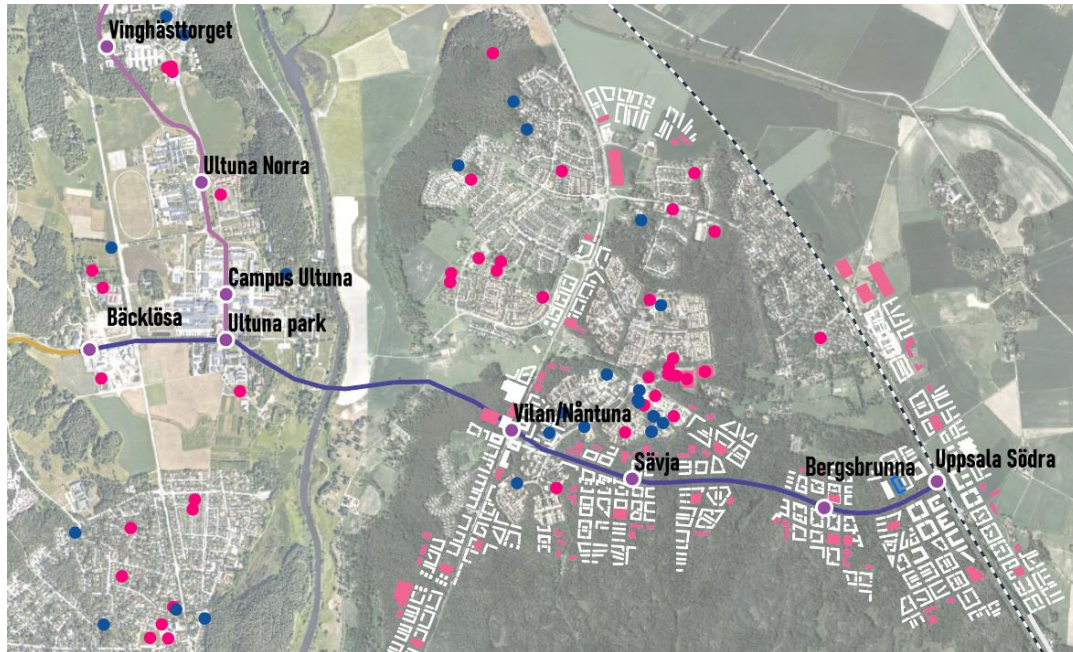 Vinghästtorget
Ultuna Norra
Campus Ultuna
Bäcklösa
Ultuna park
Vilan/Nåntuna
Sävja
Bergsbrunna
Uppsala Södra